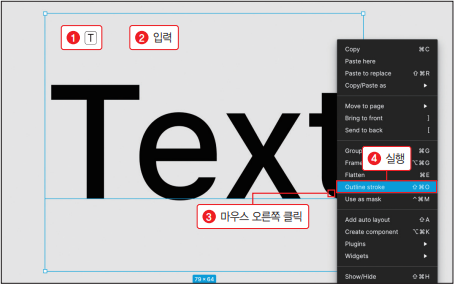 1 T
2 입력
Text
Copy ⌘C
Paste here
Paste to replace ⇧⌘R
Copy/Paste as ▶
Move to page ▶
Bring to front ]
Send to back [
Group ⌘G
Frame ⌥⌘G
4 실행
Flatten ⌘E
Outline stroke ⇧⌘O
Use as mask ^⌘M
3 마우스 오른쪽 클릭
Add auto layout ⇧A
Create component ⌥⌘K
Plugins ▶
Widgets ▶
79 × 64
Show/Hide ⇧⌘H